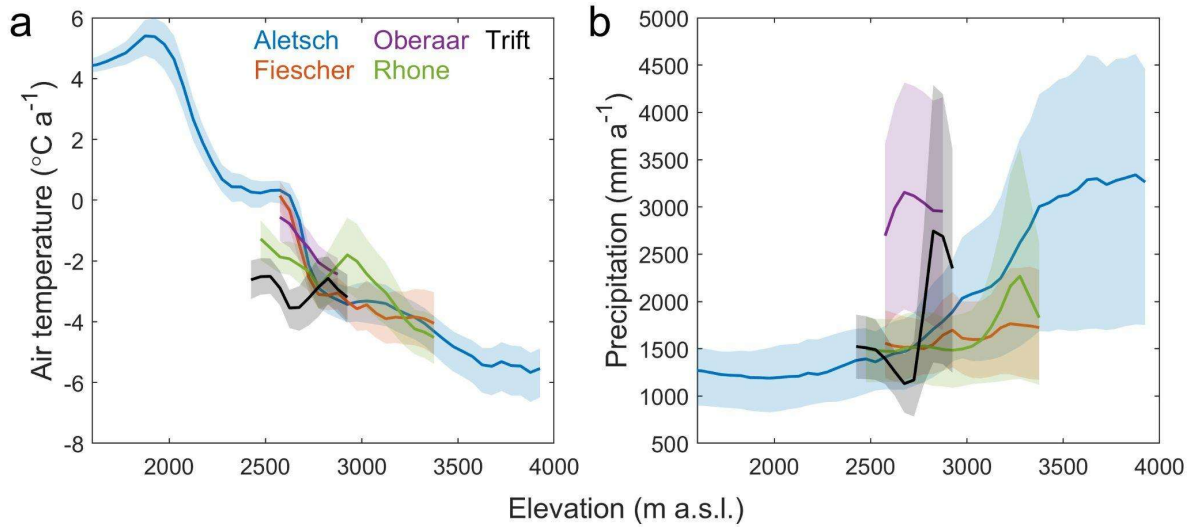 a
Aletsch Oberaar Trift
Fiescher Rhone
Air temperature (°C a⁻¹)
6
4
2
0
-2
-4
-6
-8
2000 2500 3000 3500 4000
b
Precipitation (mm a⁻¹)
5000
4500
4000
3500
3000
2500
2000
1500
1000
500
2000 2500 3000 3500 4000
Elevation (m a.s.l.)